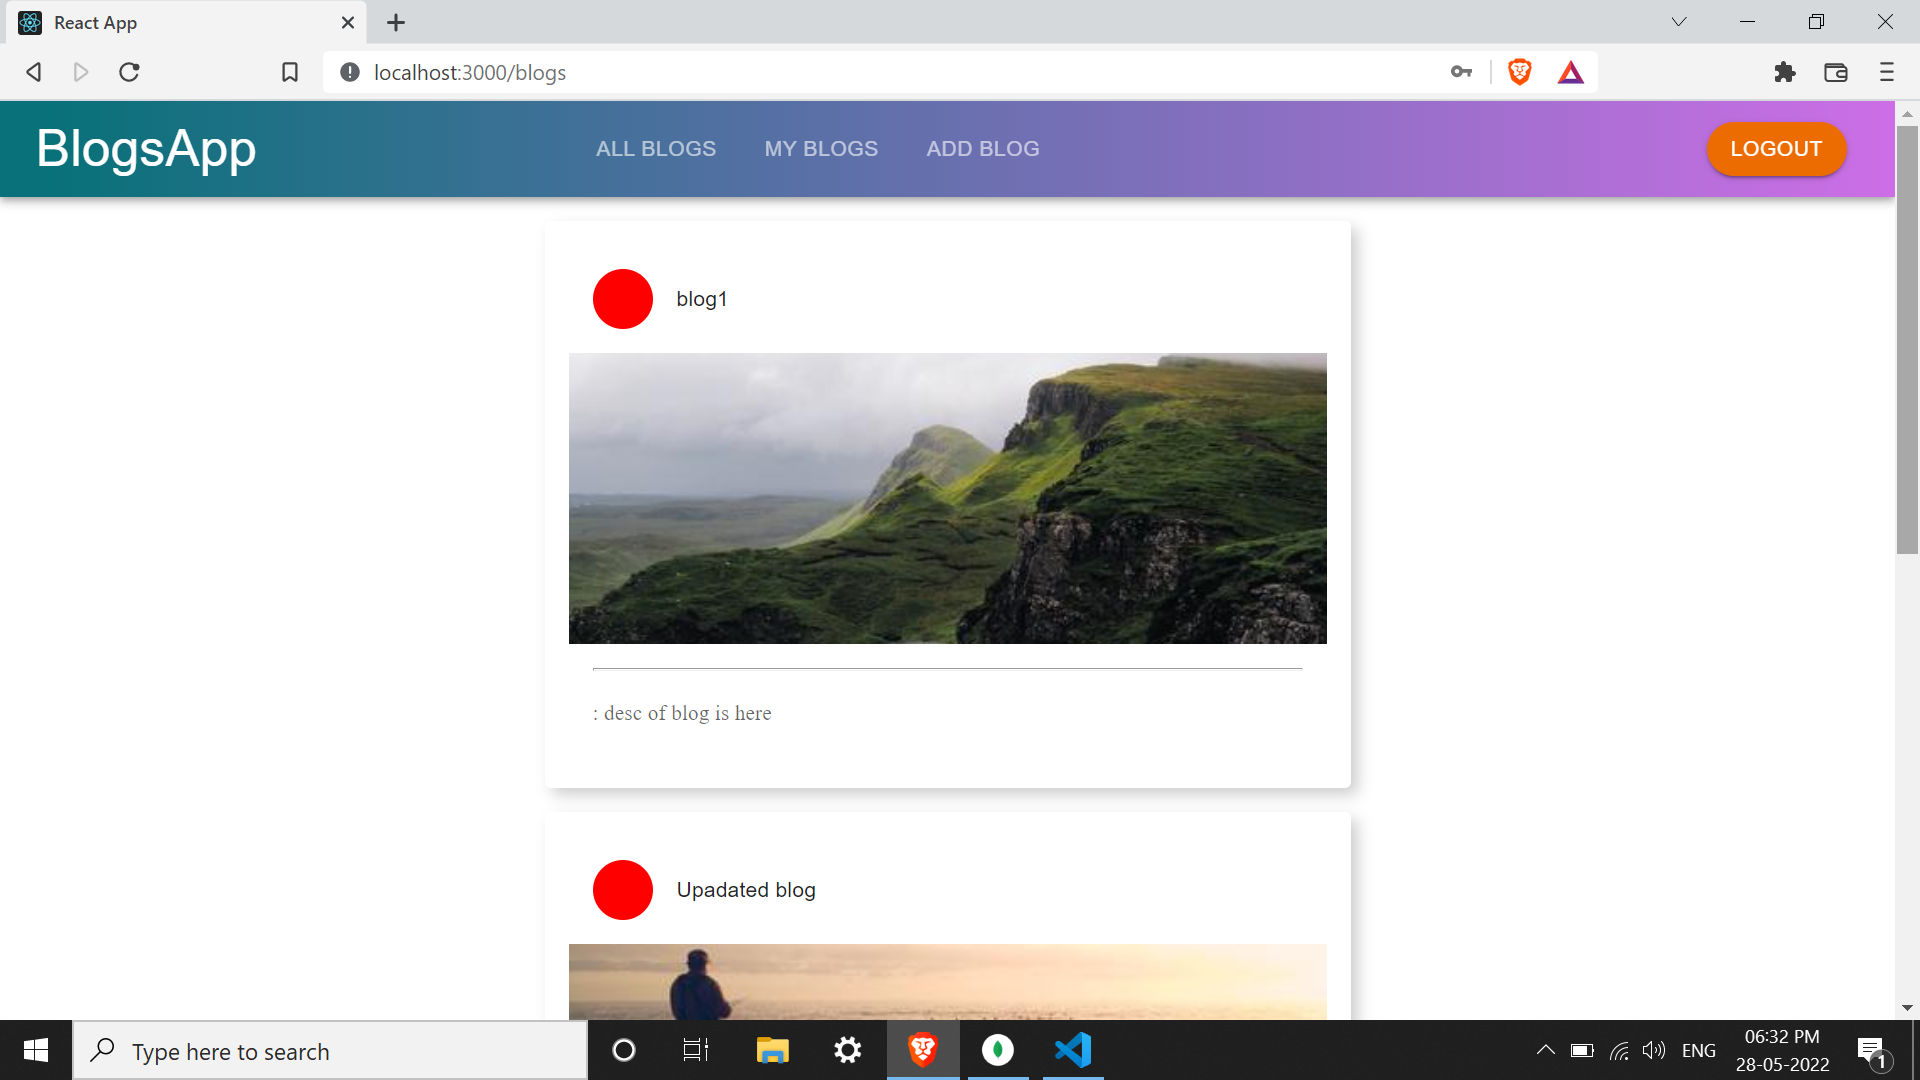 React App
localhost:3000/blogs
BlogsApp
ALL BLOGS
MY BLOGS
ADD BLOG
LOGOUT
blog1
: desc of blog is here
Upadated blog
Type here to search
ENG
06:32 PM
28-05-2022
1